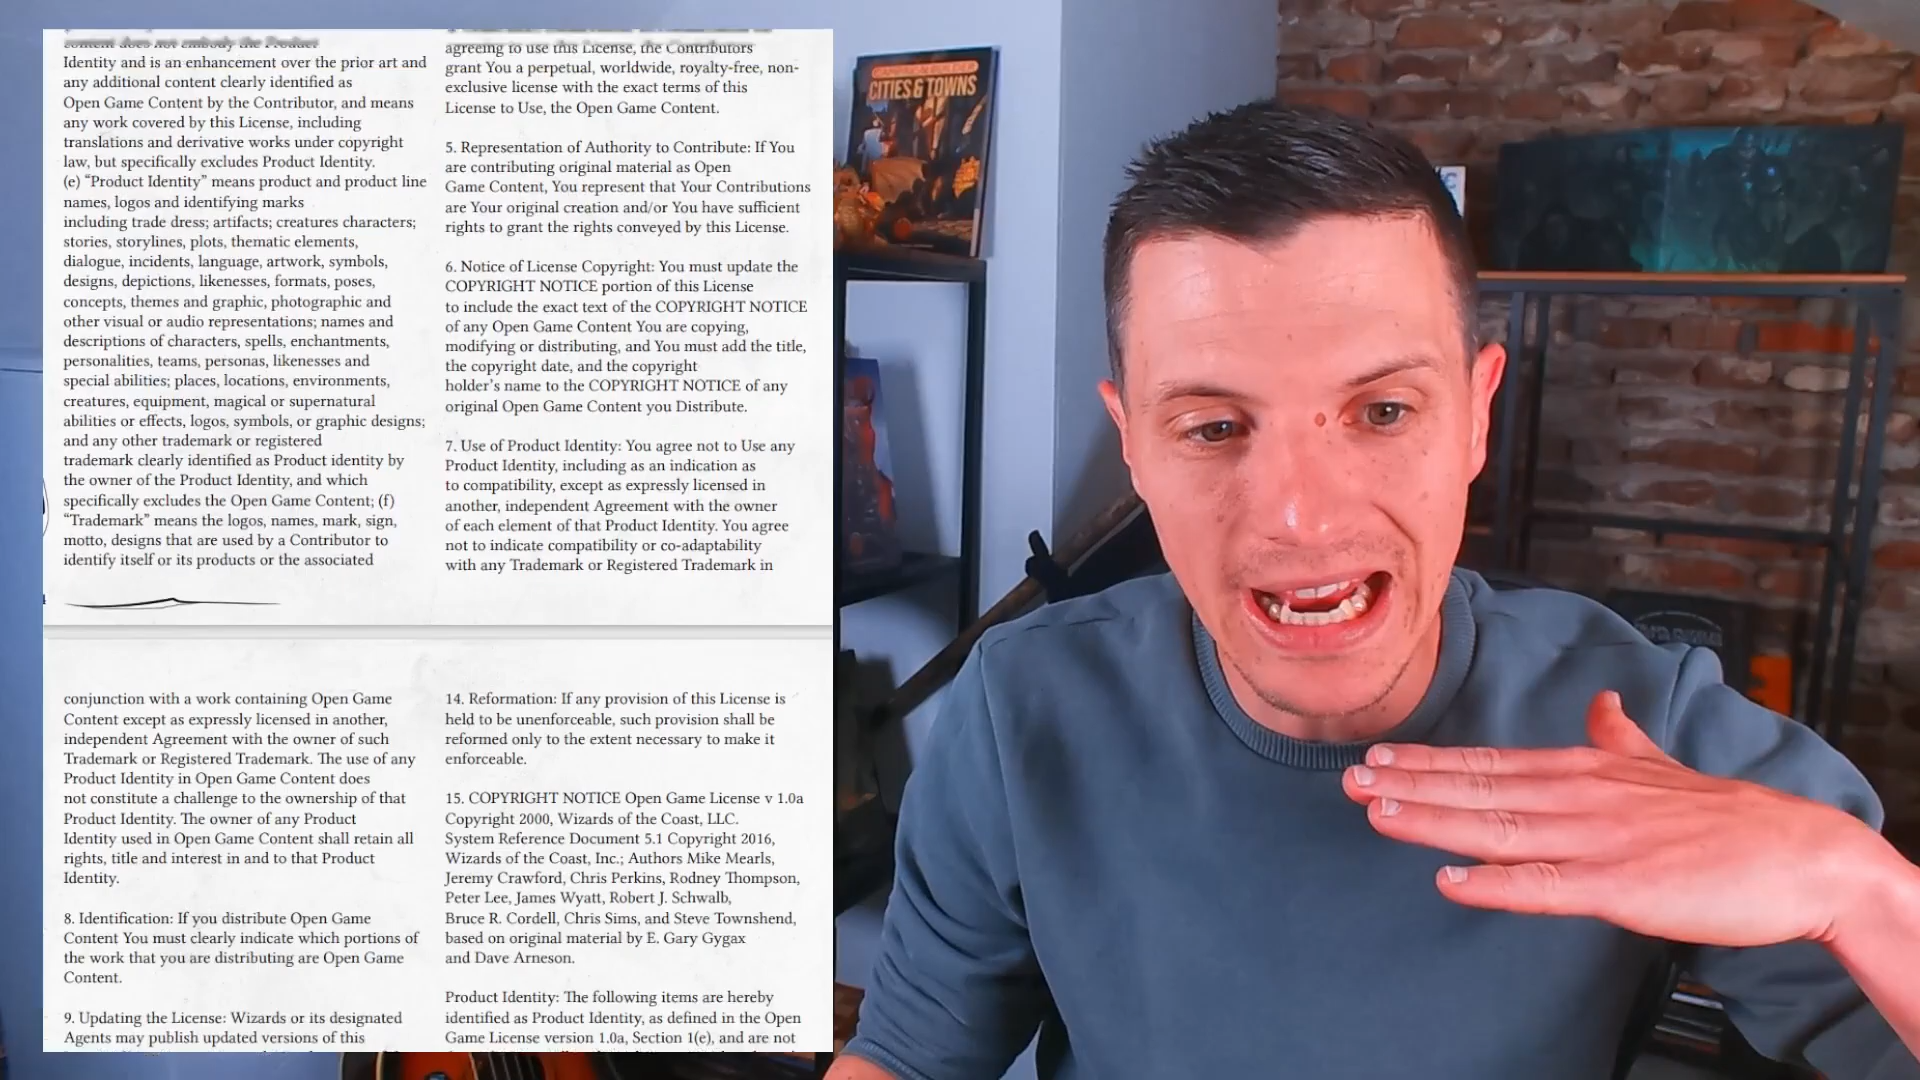 content does not embody the Product
Identity and is an enhancement over the prior art and
any additional content clearly identified as
Open Game Content by the Contributor, and means
any work covered by this License, including
translations and derivative works under copyright
law, but specifically excludes Product Identity.
(e) “Product Identity” means product and product line
names, logos and identifying marks
including trade dress; artifacts; creatures characters;
stories, storylines, plots, thematic elements,
dialogue, incidents, language, artwork, symbols,
designs, depictions, likenesses, formats, poses,
concepts, themes and graphic, photographic and
other visual or audio representations; names and
descriptions of characters, spells, enchantments,
personalities, teams, personas, likenesses and
special abilities; places, locations, environments,
creatures, equipment, magical or supernatural
abilities or effects, logos, symbols, or graphic designs;
and any other trademark or registered
trademark clearly identified as Product identity by
the owner of the Product Identity, and which
specifically excludes the Open Game Content; (f)
“Trademark” means the logos, names, mark, sign,
motto, designs that are used by a Contributor to
identify itself or its products or the associated
agreeing to use this License, the Contributors
grant You a perpetual, worldwide, royalty-free, non-
exclusive license with the exact terms of this
License to Use, the Open Game Content.
5. Representation of Authority to Contribute: If You
are contributing original material as Open
Game Content, You represent that Your Contributions
are Your original creation and/or You have sufficient
rights to grant the rights conveyed by this License.
6. Notice of License Copyright: You must update the
COPYRIGHT NOTICE portion of this License
to include the exact text of the COPYRIGHT NOTICE
of any Open Game Content You are copying,
modifying or distributing, and You must add the title,
the copyright date, and the copyright
holder’s name to the COPYRIGHT NOTICE of any
original Open Game Content you Distribute.
7. Use of Product Identity: You agree not to Use any
Product Identity, including as an indication as
to compatibility, except as expressly licensed in
another, independent Agreement with the owner
of each element of that Product Identity. You agree
not to indicate compatibility or co-adaptability
with any Trademark or Registered Trademark in
conjunction with a work containing Open Game
Content except as expressly licensed in another,
independent Agreement with the owner of such
Trademark or Registered Trademark. The use of any
Product Identity in Open Game Content does
not constitute a challenge to the ownership of that
Product Identity. The owner of any Product
Identity used in Open Game Content shall retain all
rights, title and interest in and to that Product
Identity.
8. Identification: If you distribute Open Game
Content You must clearly indicate which portions of
the work that you are distributing are Open Game
Content.
9. Updating the License: Wizards or its designated
Agents may publish updated versions of this
14. Reformation: If any provision of this License is
held to be unenforceable, such provision shall be
reformed only to the extent necessary to make it
enforceable.
15. COPYRIGHT NOTICE Open Game License v 1.0a
Copyright 2000, Wizards of the Coast, LLC.
System Reference Document 5.1 Copyright 2016,
Wizards of the Coast, Inc.; Authors Mike Mearls,
Jeremy Crawford, Chris Perkins, Rodney Thompson,
Peter Lee, James Wyatt, Robert J. Schwalb,
Bruce R. Cordell, Chris Sims, and Steve Townshend,
based on original material by E. Gary Gygax
and Dave Arneson.
Product Identity: The following items are hereby
identified as Product Identity, as defined in the Open
Game License version 1.0a, Section 1(e), and are not
CAMPAIGN BUILDER
CITIES & TOWNS